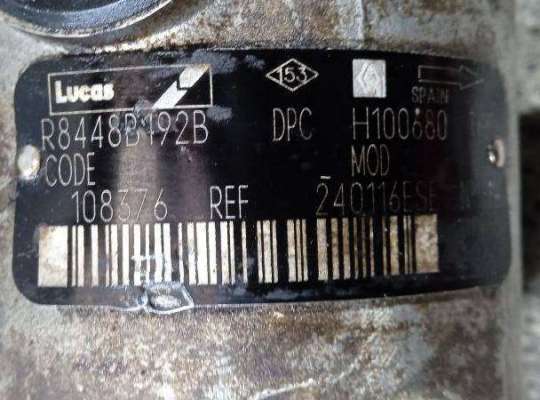 Lucas 153 SPAIN
R8448B192B DPC H100680
CODE MOD
108376 REF 240116ESE